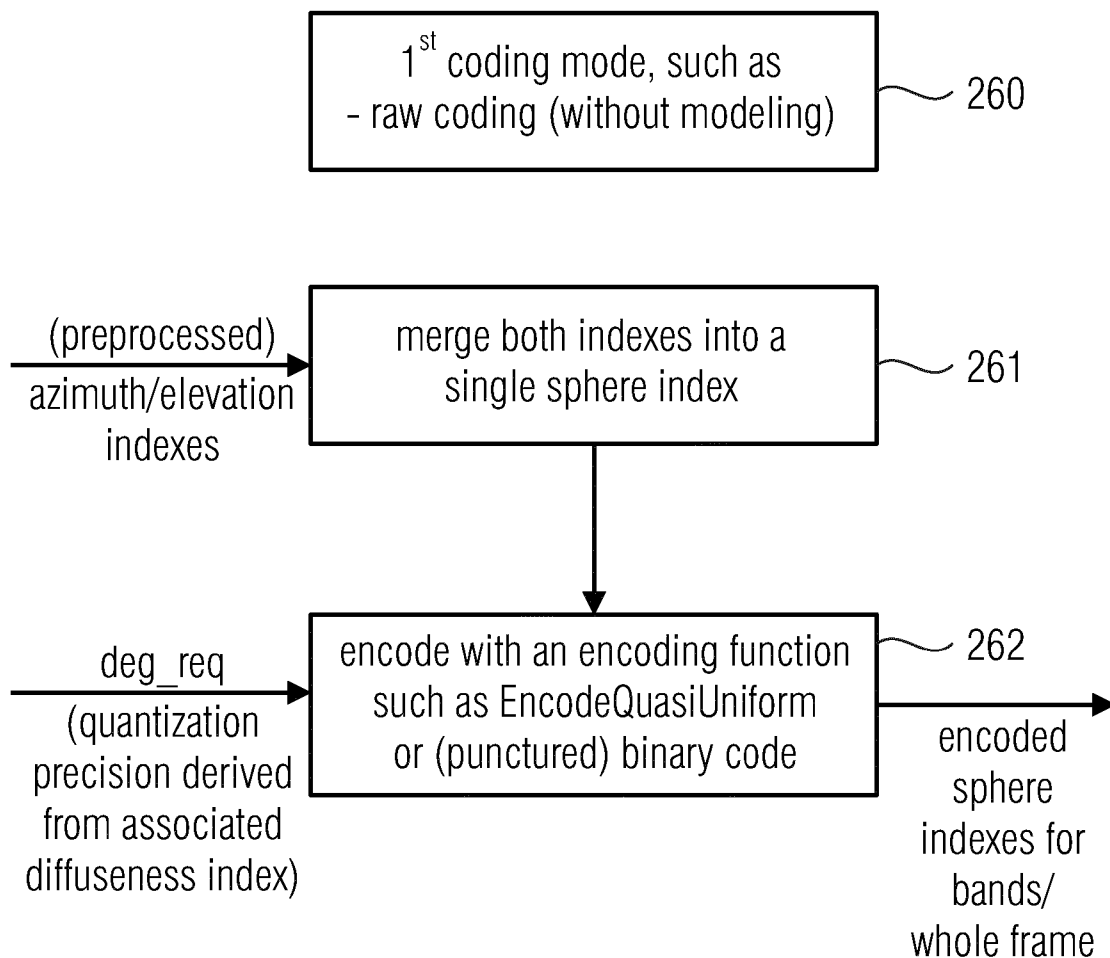 1st coding mode, such as
- raw coding (without modeling)
260
(preprocessed)
azimuth/elevation
indexes
merge both indexes into a
single sphere index
261
deg_req
(quantization
precision derived
from associated
diffuseness index)
encode with an encoding function
such as EncodeQuasiUniform
or (punctured) binary code
262
encoded
sphere
indexes for
bands/
whole frame